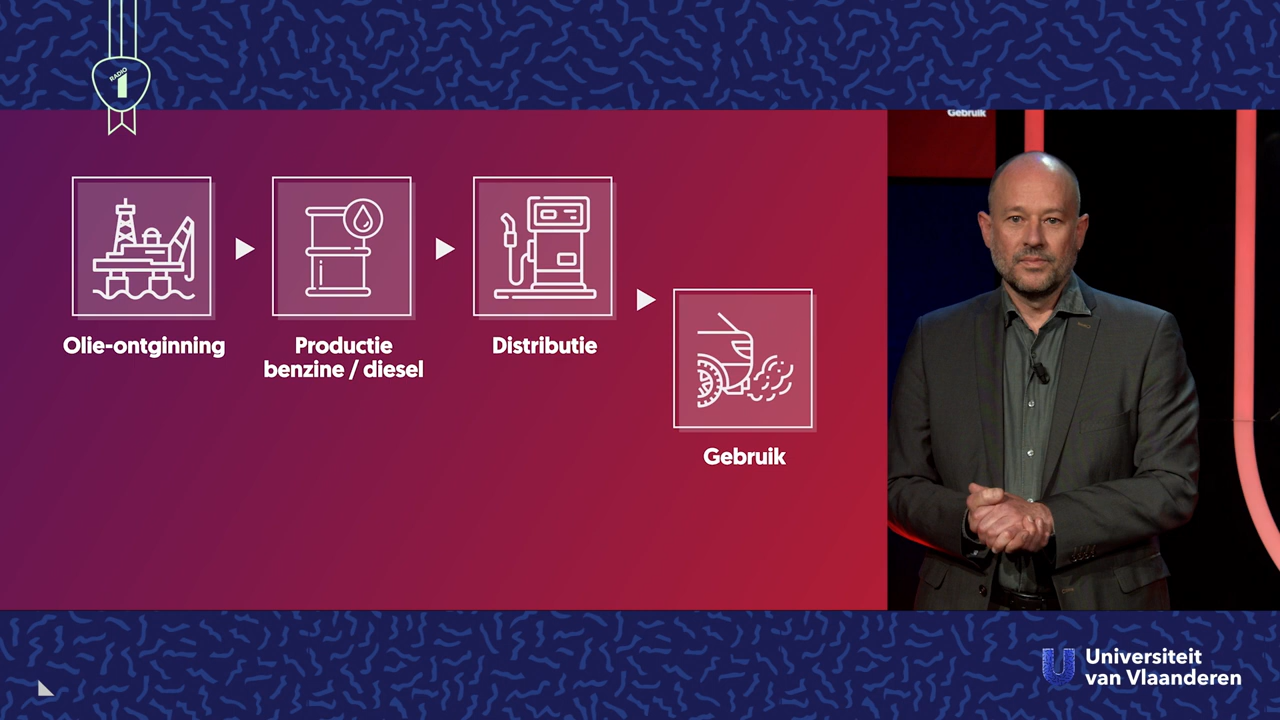 RADIO
1
Gebruik
Olie-ontginning
Productie
benzine / diesel
Distributie
Gebruik
Universiteit
van Vlaanderen